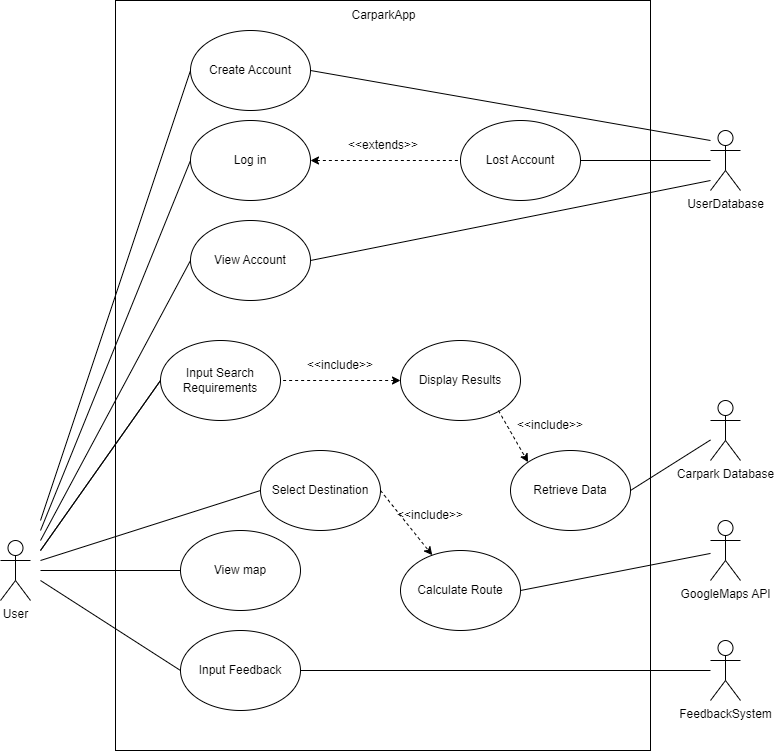 CarparkApp
Create Account
Log in
<<extends>>
Lost Account
UserDatabase
View Account
Input Search
Requirements
<<include>>
Display Results
<<include>>
Carpark Database
Select Destination
Retrieve Data
<<include>>
View map
Calculate Route
GoogleMaps API
User
Input Feedback
FeedbackSystem